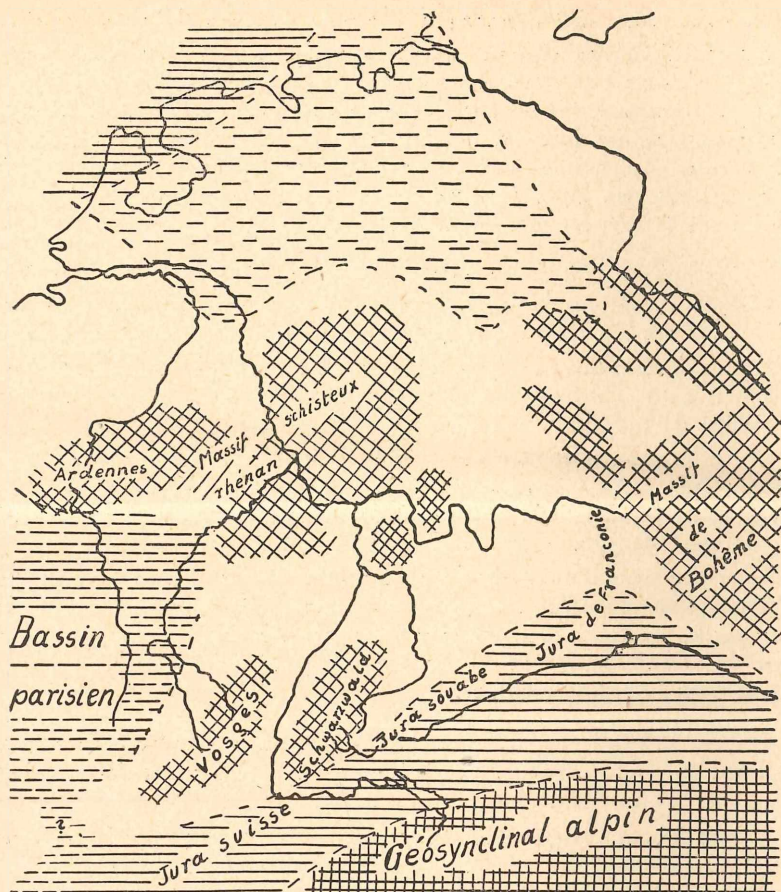 schisteux
Massif
rhénan
Ardennes
Massif
de
Bohême
Bassin
parisien
Jura de Franconie
Jura souabe
Schwarzwald
Vosges
Jura suisse
Géosynclinal alpin
?